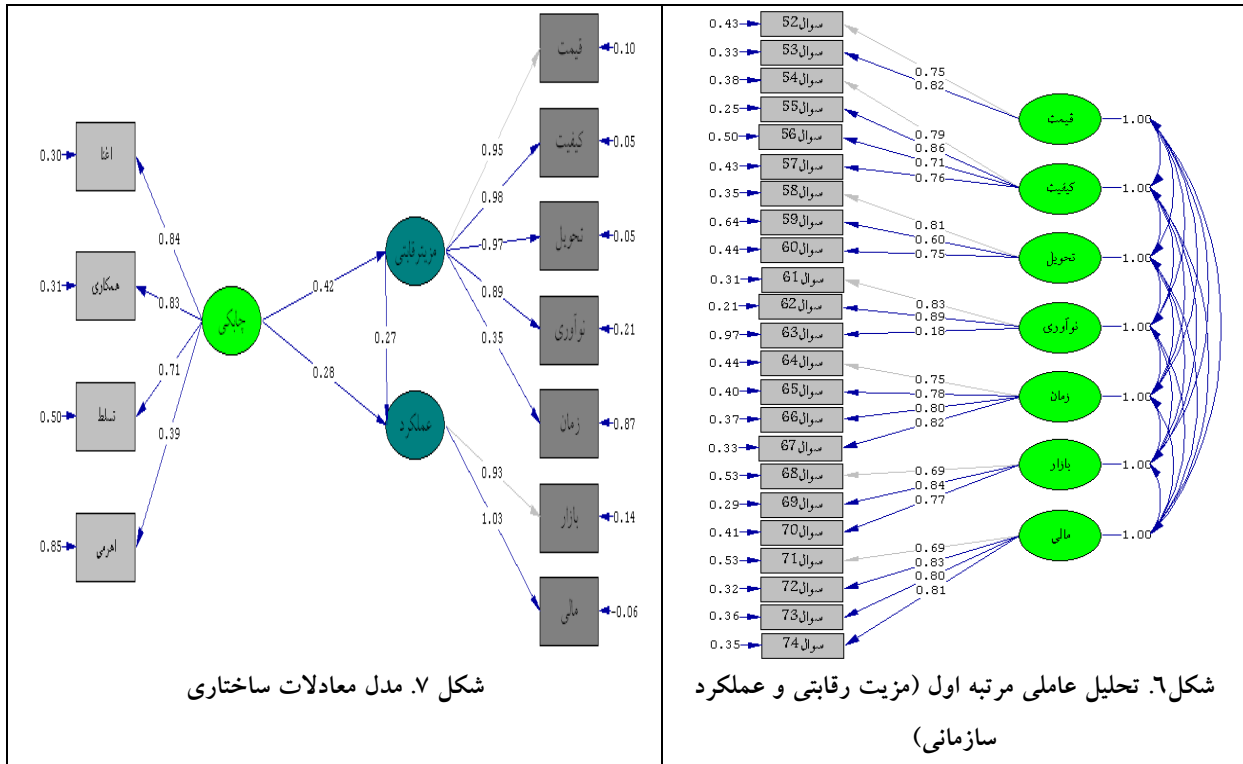 0.43
سوال52
0.33
سوال53
0.38
سوال54
0.25
سوال55
0.50
سوال56
0.43
سوال57
0.35
سوال58
0.64
سوال59
0.44
سوال60
0.31
سوال61
0.21
سوال62
0.97
سوال63
0.44
سوال64
0.40
سوال65
0.37
سوال66
0.33
سوال67
0.53
سوال68
0.29
سوال69
0.41
سوال70
0.53
سوال71
0.32
سوال72
0.36
سوال73
0.35
سوال74
0.75
0.82
0.79
0.86
0.71
0.76
0.81
0.60
0.75
0.83
0.89
0.18
0.75
0.78
0.80
0.82
0.69
0.84
0.77
0.69
0.83
0.80
0.81
قیمت
1.00
کیفیت
1.00
تحویل
1.00
نوآوری
1.00
زمان
1.00
بازار
1.00
مالی
1.00
شکل٦. تحلیل عاملی مرتبه اول (مزیت رقابتی و عملکرد
سازمانی)
0.30
اغنا
0.31
همکاری
0.50
تسلط
0.85
اهرمی
0.84
0.83
0.71
0.39
چابکی
0.42
0.28
مزیترقابتی
0.27
عملکرد
0.95
0.98
0.97
0.89
0.35
0.93
1.03
قیمت
0.10
کیفیت
0.05
تحویل
0.05
نوآوری
0.21
زمان
0.87
بازار
0.14
مالی
-0.06
شکل ۷. مدل معادلات ساختاری